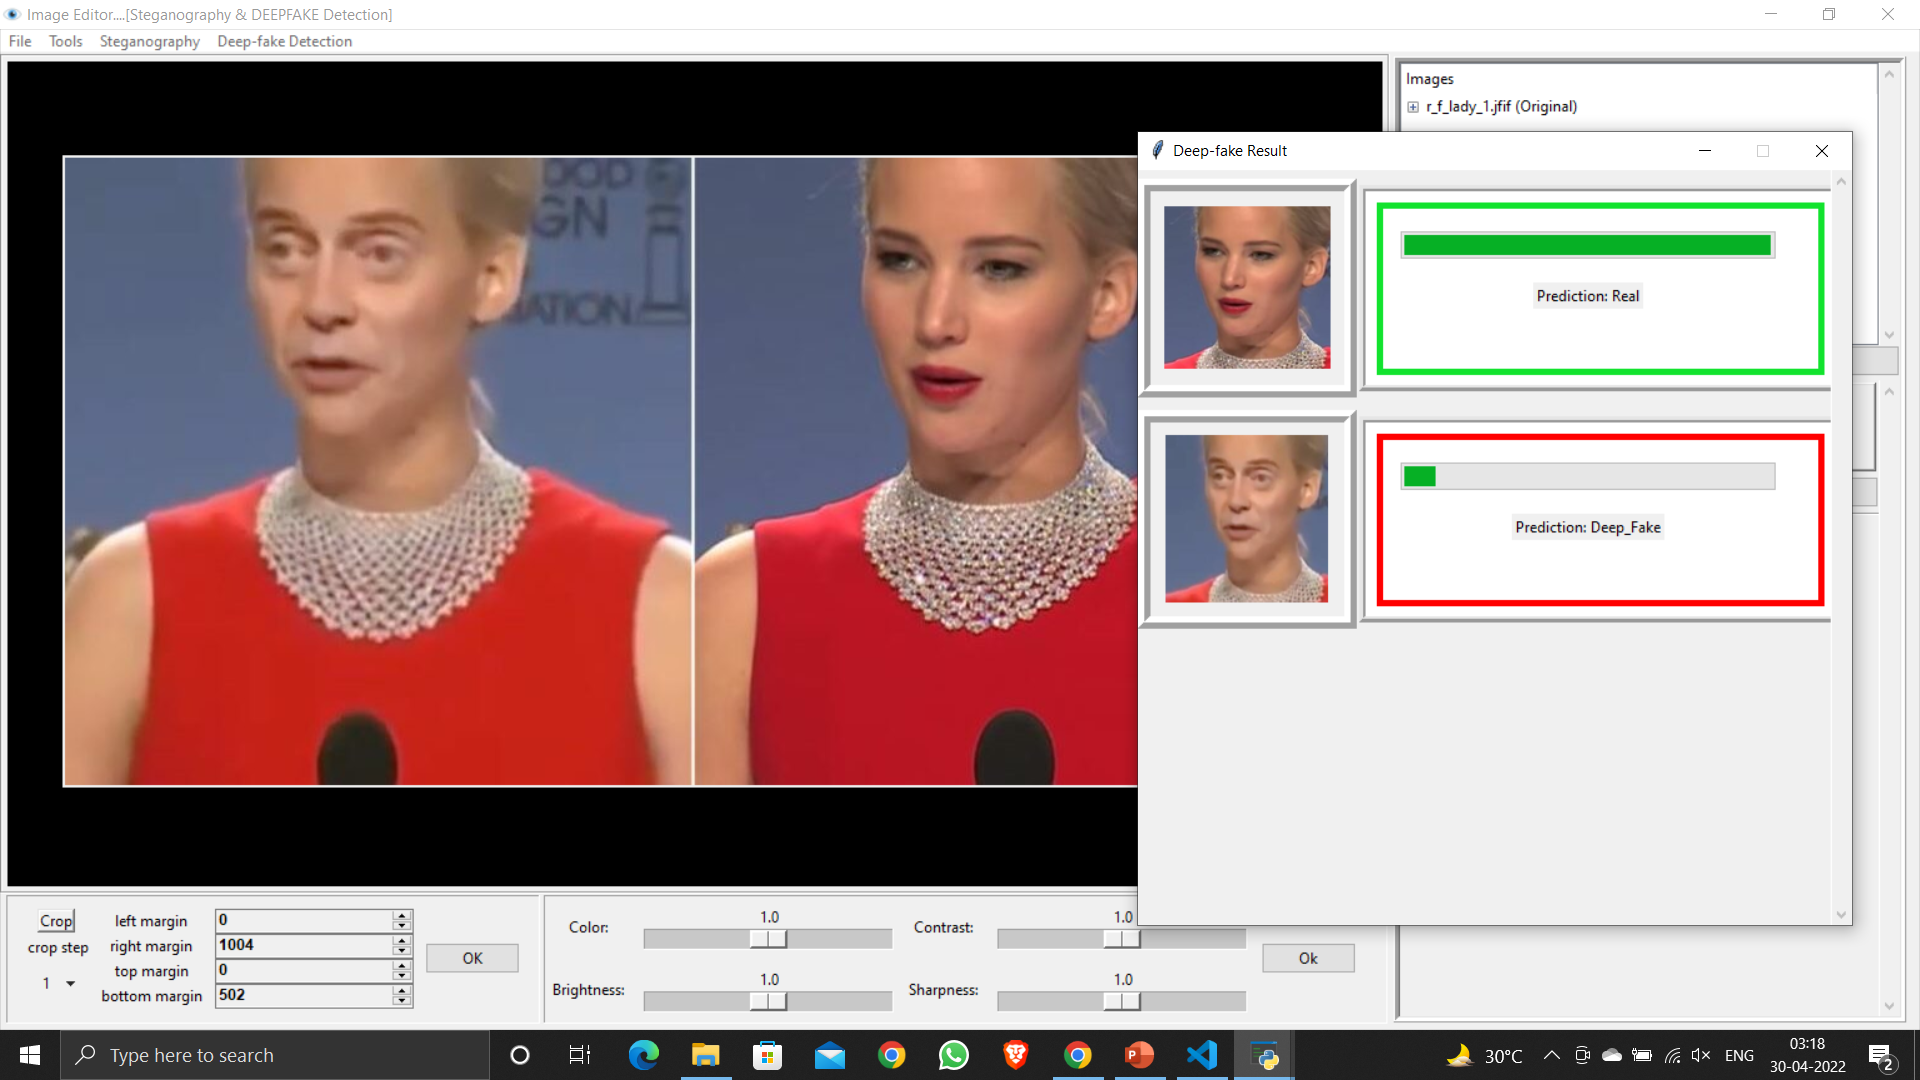 Image Editor....[Steganography & DEEPFAKE Detection]
File Tools Steganography Deep-fake Detection
Images
r_f_lady_1.jfif (Original)
Deep-fake Result
Prediction: Real
Prediction: Deep_Fake
OOD
GN
ATION
Crop
crop step
1
left margin 0
right margin 1004
top margin 0
bottom margin 502
OK
Color: 1.0
Contrast: 1.0
Brightness: 1.0
Sharpness: 1.0
Ok
Type here to search
30°C
ENG
03:18
30-04-2022
2